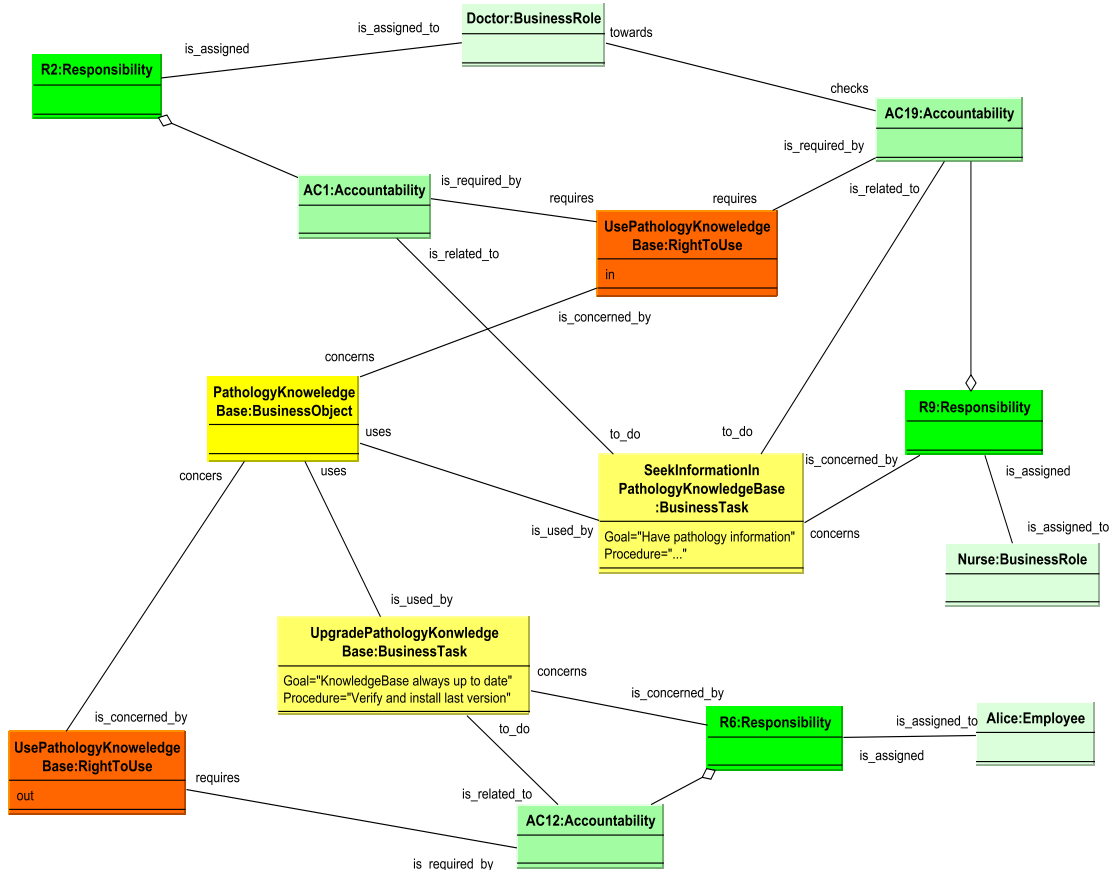 Doctor:BusinessRole
is_assigned_to
towards
is_assigned
R2:Responsibility
checks
AC19:Accountability
is_required_by
AC1:Accountability
is_required_by
is_related_to
requires
requires
UsePathologyKnoweledge
Base:RightToUse
in
is_related_to
is_concerned_by
concerns
PathologyKnoweledge
Base:BusinessObject
R9:Responsibility
uses
to_do
to_do
is_concerned_by
SeekInformationIn
PathologyKnowledgeBase
:BusinessTask
Goal="Have pathology information"
Procedure="..."
concers
uses
is_assigned
is_used_by
concerns
is_assigned_to
Nurse:BusinessRole
is_used_by
UpgradePathologyKonwledge
Base:BusinessTask
Goal="KnowledgeBase always up to date"
Procedure="Verify and install last version"
concerns
is_concerned_by
R6:Responsibility
is_assigned_to
Alice:Employee
is_assigned
is_concerned_by
to_do
UsePathologyKnoweledge
Base:RightToUse
out
requires
is_related_to
AC12:Accountability
is_required_by